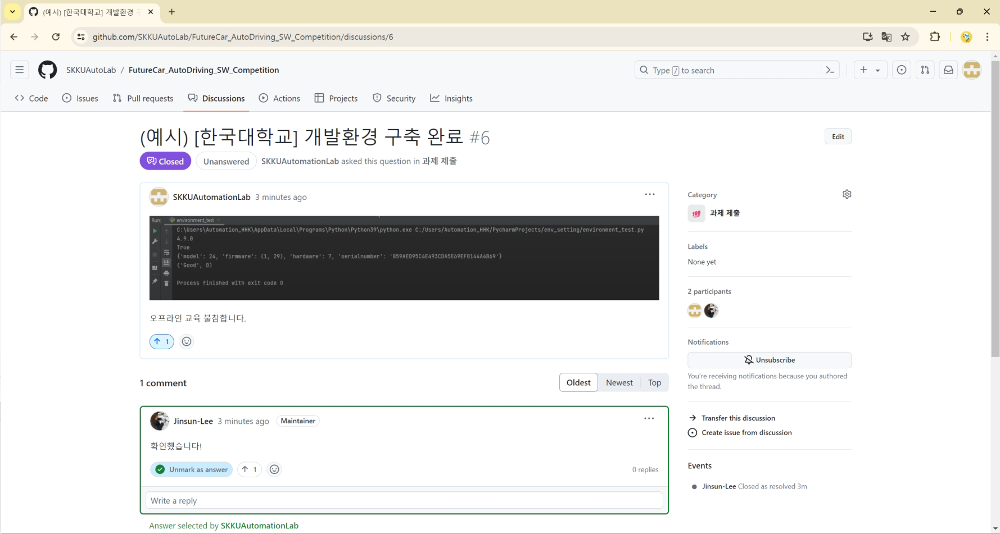 (예시) [한국대학교] 개발환경 구
github.com/SKKUAutoLab/FutureCar_AutoDriving_SW_Competition/discussions/6
SKKUAutoLab / FutureCar_AutoDriving_SW_Competition
Type / to search
Code Issues Pull requests Discussions Actions Projects Security Insights
(예시) [한국대학교] 개발환경 구축 완료 #6
Edit
Closed Unanswered SKKUAutomationLab asked this question in 과제 제출
SKKUAutomationLab 3 minutes ago
Run: environment_test
C:\Users\Automation_HHK\AppData\Local\Programs\Python\Python39\python.exe C:/Users/Automation_HHK/PycharmProjects/env_setting/environment_test.py
4.9.0
True
{'model': 24, 'firmware': (1, 29), 'hardware': 7, 'serialnumber': '859AED95C4E493CDA5E69EF0144A4B69'}
('Good', 0)
Process finished with exit code 0
오프라인 교육 불참합니다.
1
1 comment
Oldest Newest Top
Jinsun-Lee 3 minutes ago Maintainer
확인했습니다!
Unmark as answer 1
0 replies
Write a reply
Answer selected by SKKUAutomationLab
Category
100 과제 제출
Labels
None yet
2 participants
Notifications
Unsubscribe
You're receiving notifications because you authored
the thread.
Transfer this discussion
Create issue from discussion
Events
Jinsun-Lee Closed as resolved 3m